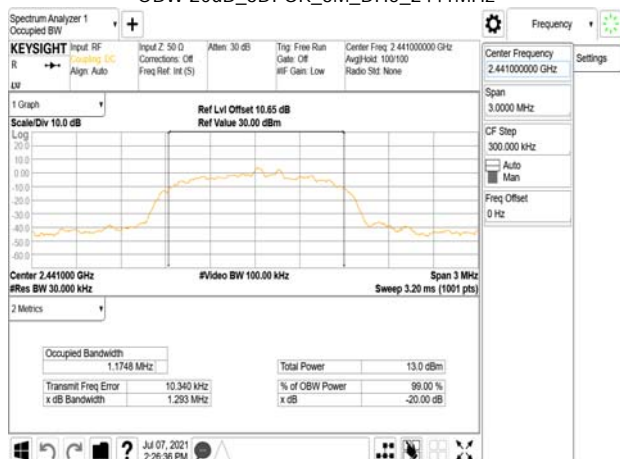 OBW-20dB_8DPSK_3M_DH5_2441MHz
Spectrum Analyzer 1
Occupied BW
Frequency
KEYSIGHT
Input: RF
Input Z: 50 Ω
Atten: 30 dB
Trig: Free Run
Center Freq: 2.441000000 GHz
R
Coupling: DC
Corrections: Off
Gate: Off
Avg|Hold: 100/100
Align: Auto
Freq Ref: Int (S)
#IF Gain: Low
Radio Std: None
Center Frequency
2.441000000 GHz
Settings
Span
3.0000 MHz
CF Step
300.000 kHz
Auto
Man
Freq Offset
0 Hz
1 Graph
Ref Lvl Offset 10.65 dB
Scale/Div 10.0 dB
Ref Value 30.00 dBm
Log
20.0
10.0
0.00
-10.0
-20.0
-30.0
-40.0
-50.0
-60.0
Center 2.441000 GHz
#Video BW 100.00 kHz
Span 3 MHz
#Res BW 30.000 kHz
Sweep 3.20 ms (1001 pts)
2 Metrics
Occupied Bandwidth
1.1748 MHz
Total Power
13.0 dBm
Transmit Freq Error
10.340 kHz
% of OBW Power
99.00 %
x dB Bandwidth
1.293 MHz
x dB
-20.00 dB
Jul 07, 2021
2:26:36 PM